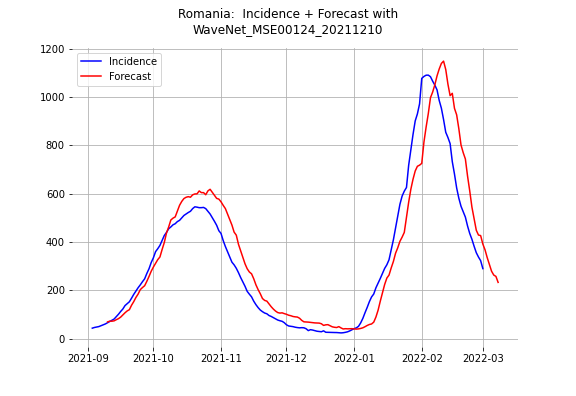 Romania:  Incidence + Forecast with
WaveNet_MSE00124_20211210
Incidence
Forecast
1200
1000
800
600
400
200
0
2021-09 2021-10 2021-11 2021-12 2022-01 2022-02 2022-03